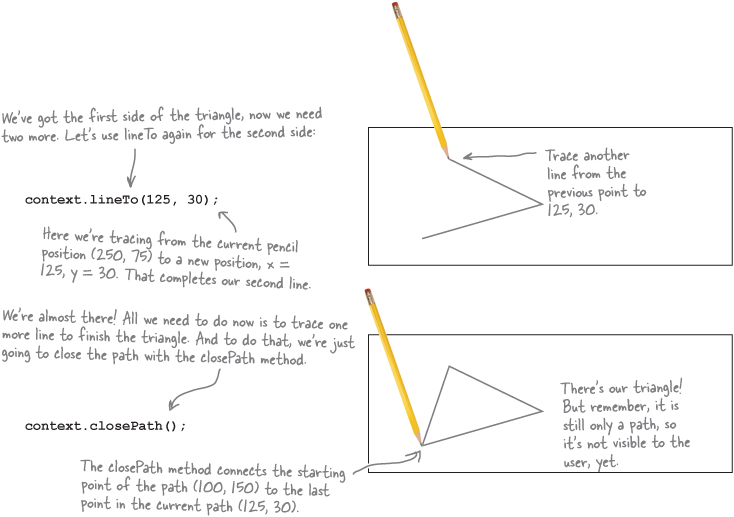 We've got the first side of the triangle, now we need
two more. Let's use lineTo again for the second side:
context.lineTo(125, 30);
Here we're tracing from the current pencil
position (250, 75) to a new position, x =
125, y = 30. That completes our second line.
Trace another
line from the
previous point to
125, 30.
We're almost there! All we need to do now is to trace one
more line to finish the triangle. And to do that, we're just
going to close the path with the closePath method.
context.closePath();
The closePath method connects the starting
point of the path (100, 150) to the last
point in the current path (125, 30).
There's our triangle!
But remember, it is
still only a path, so
it's not visible to the
user, yet.